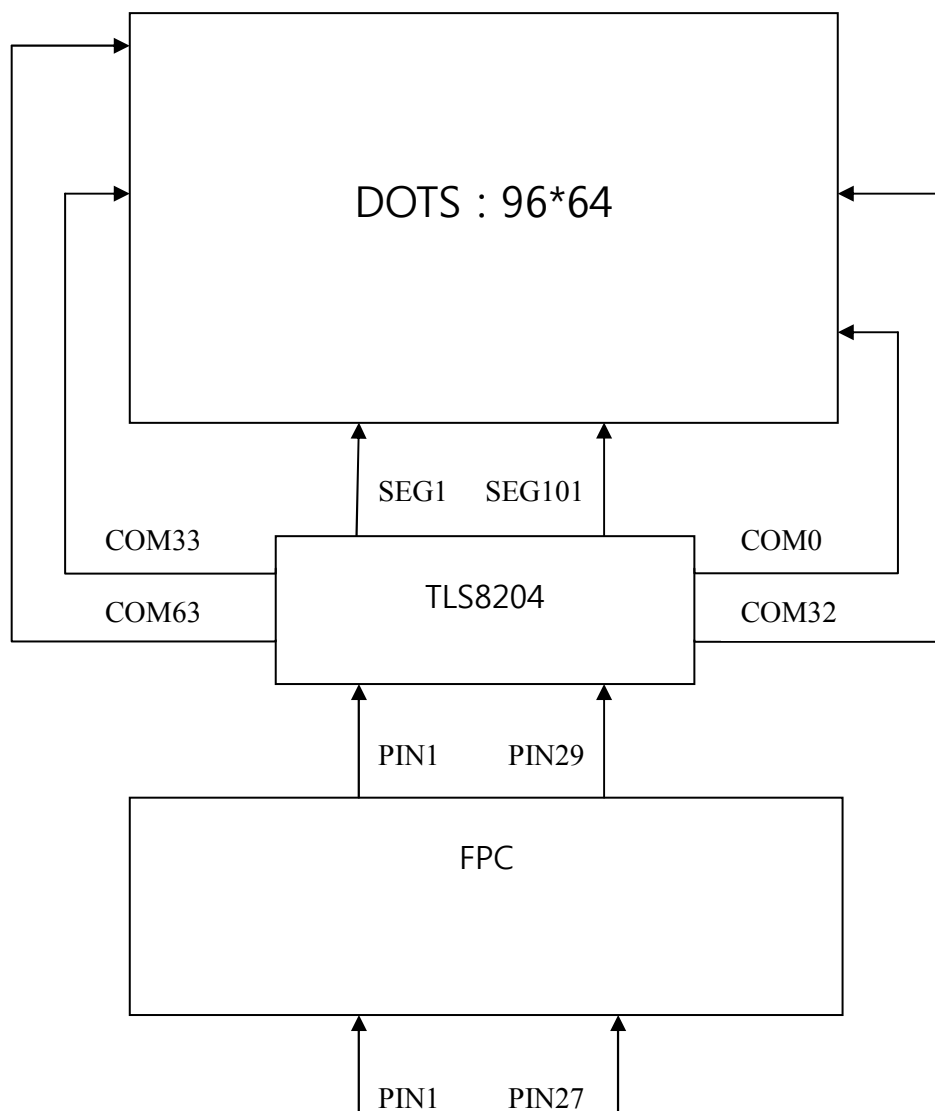 DOTS : 96*64
SEG1 SEG101
COM33 COM0
TLS8204
COM63 COM32
PIN1 PIN29
FPC
PIN1 PIN27